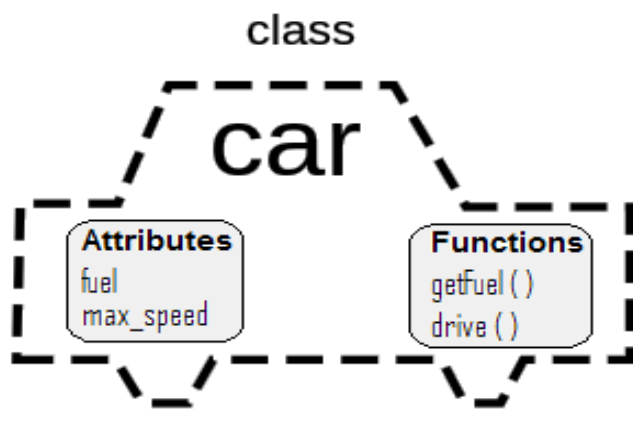 class
car
Attributes
fuel
max_speed
Functions
getFuel ( )
drive ( )